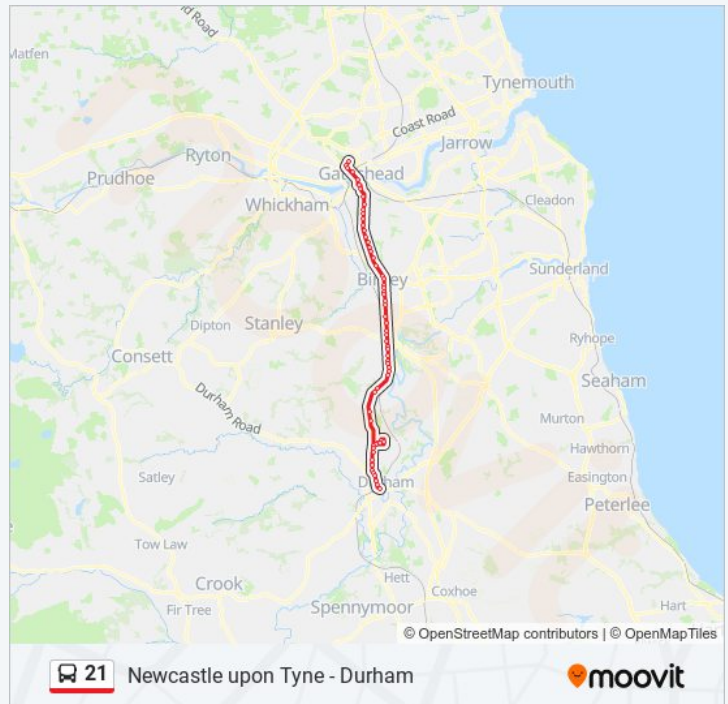 nd Road
Matfen
Tynemouth
Coast Road
Jarrow
Ryton
Gateshead
Prudhoe
Whickham
Cleadon
Birtley
Sunderland
Dipton
Stanley
Ryhope
Consett
Seaham
Durham Road
Murton
Hawthorn
Satley
Durham
Easington
Peterlee
Tow Law
Hett
Crook
Coxhoe
Fir Tree
Spennymoor
Hart
© OpenStreetMap contributors | © OpenMapTiles
21 Newcastle upon Tyne - Durham
moovit